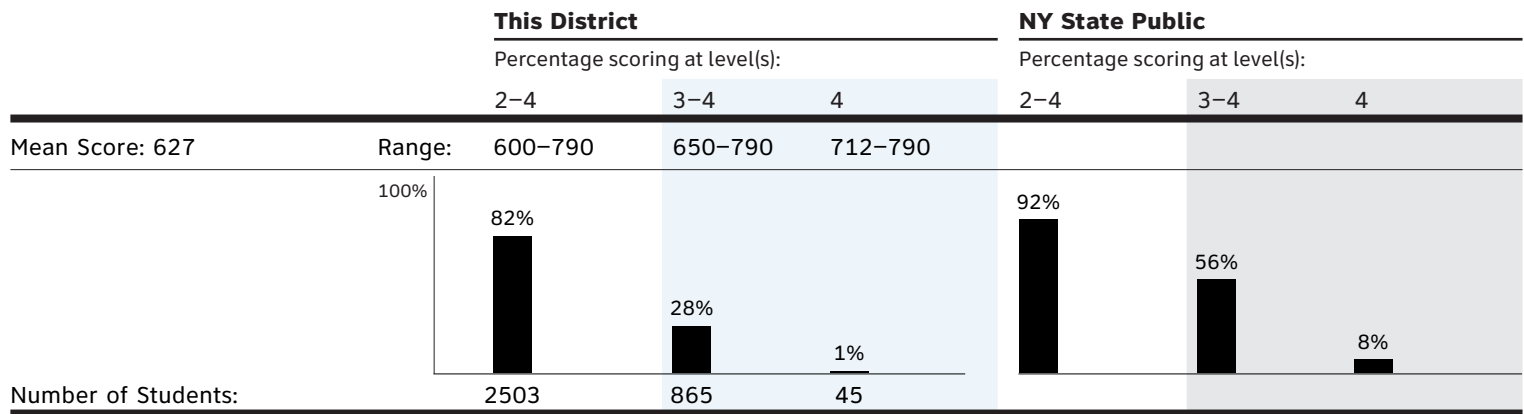 This District NY State Public
Percentage scoring at level(s): Percentage scoring at level(s):
2–4 3–4 4 2–4 3–4 4
Mean Score: 627 Range: 600–790 650–790 712–790
100%
82% 28% 1% 92% 56% 8%
Number of Students: 2503 865 45